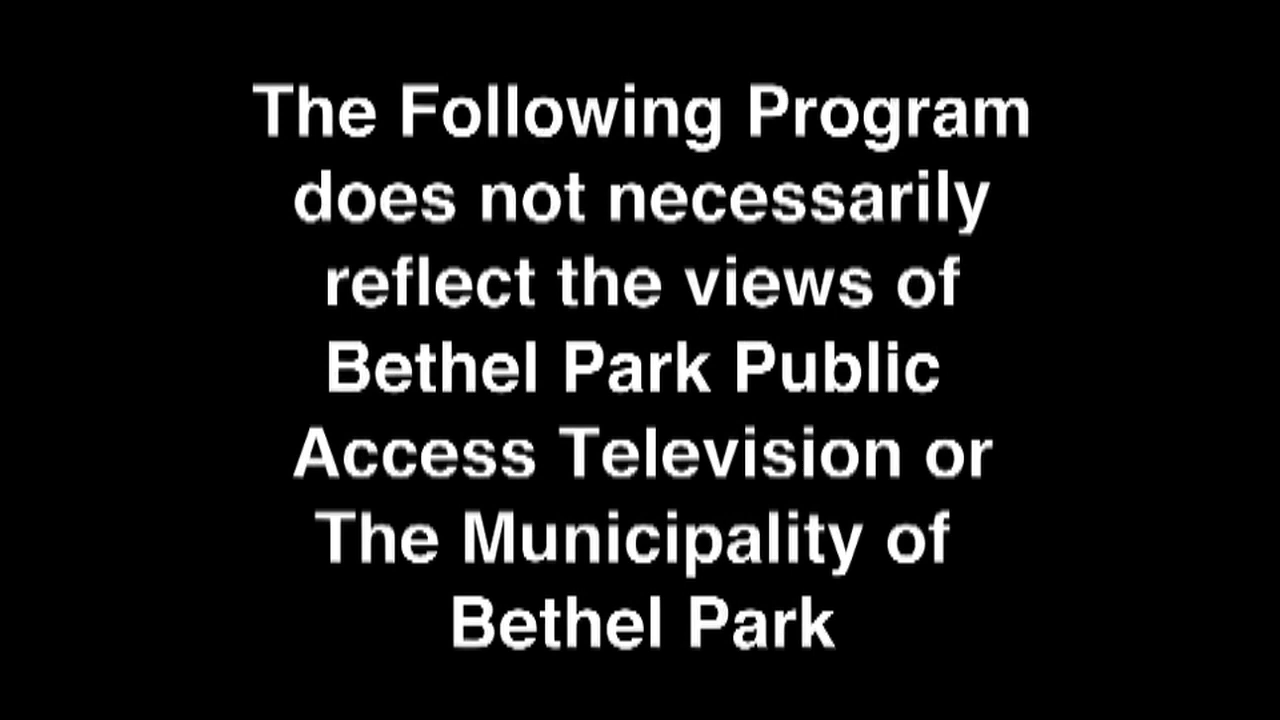 The Following Program
does not necessarily
reflect the views of
Bethel Park Public
Access Television or
The Municipality of
Bethel Park